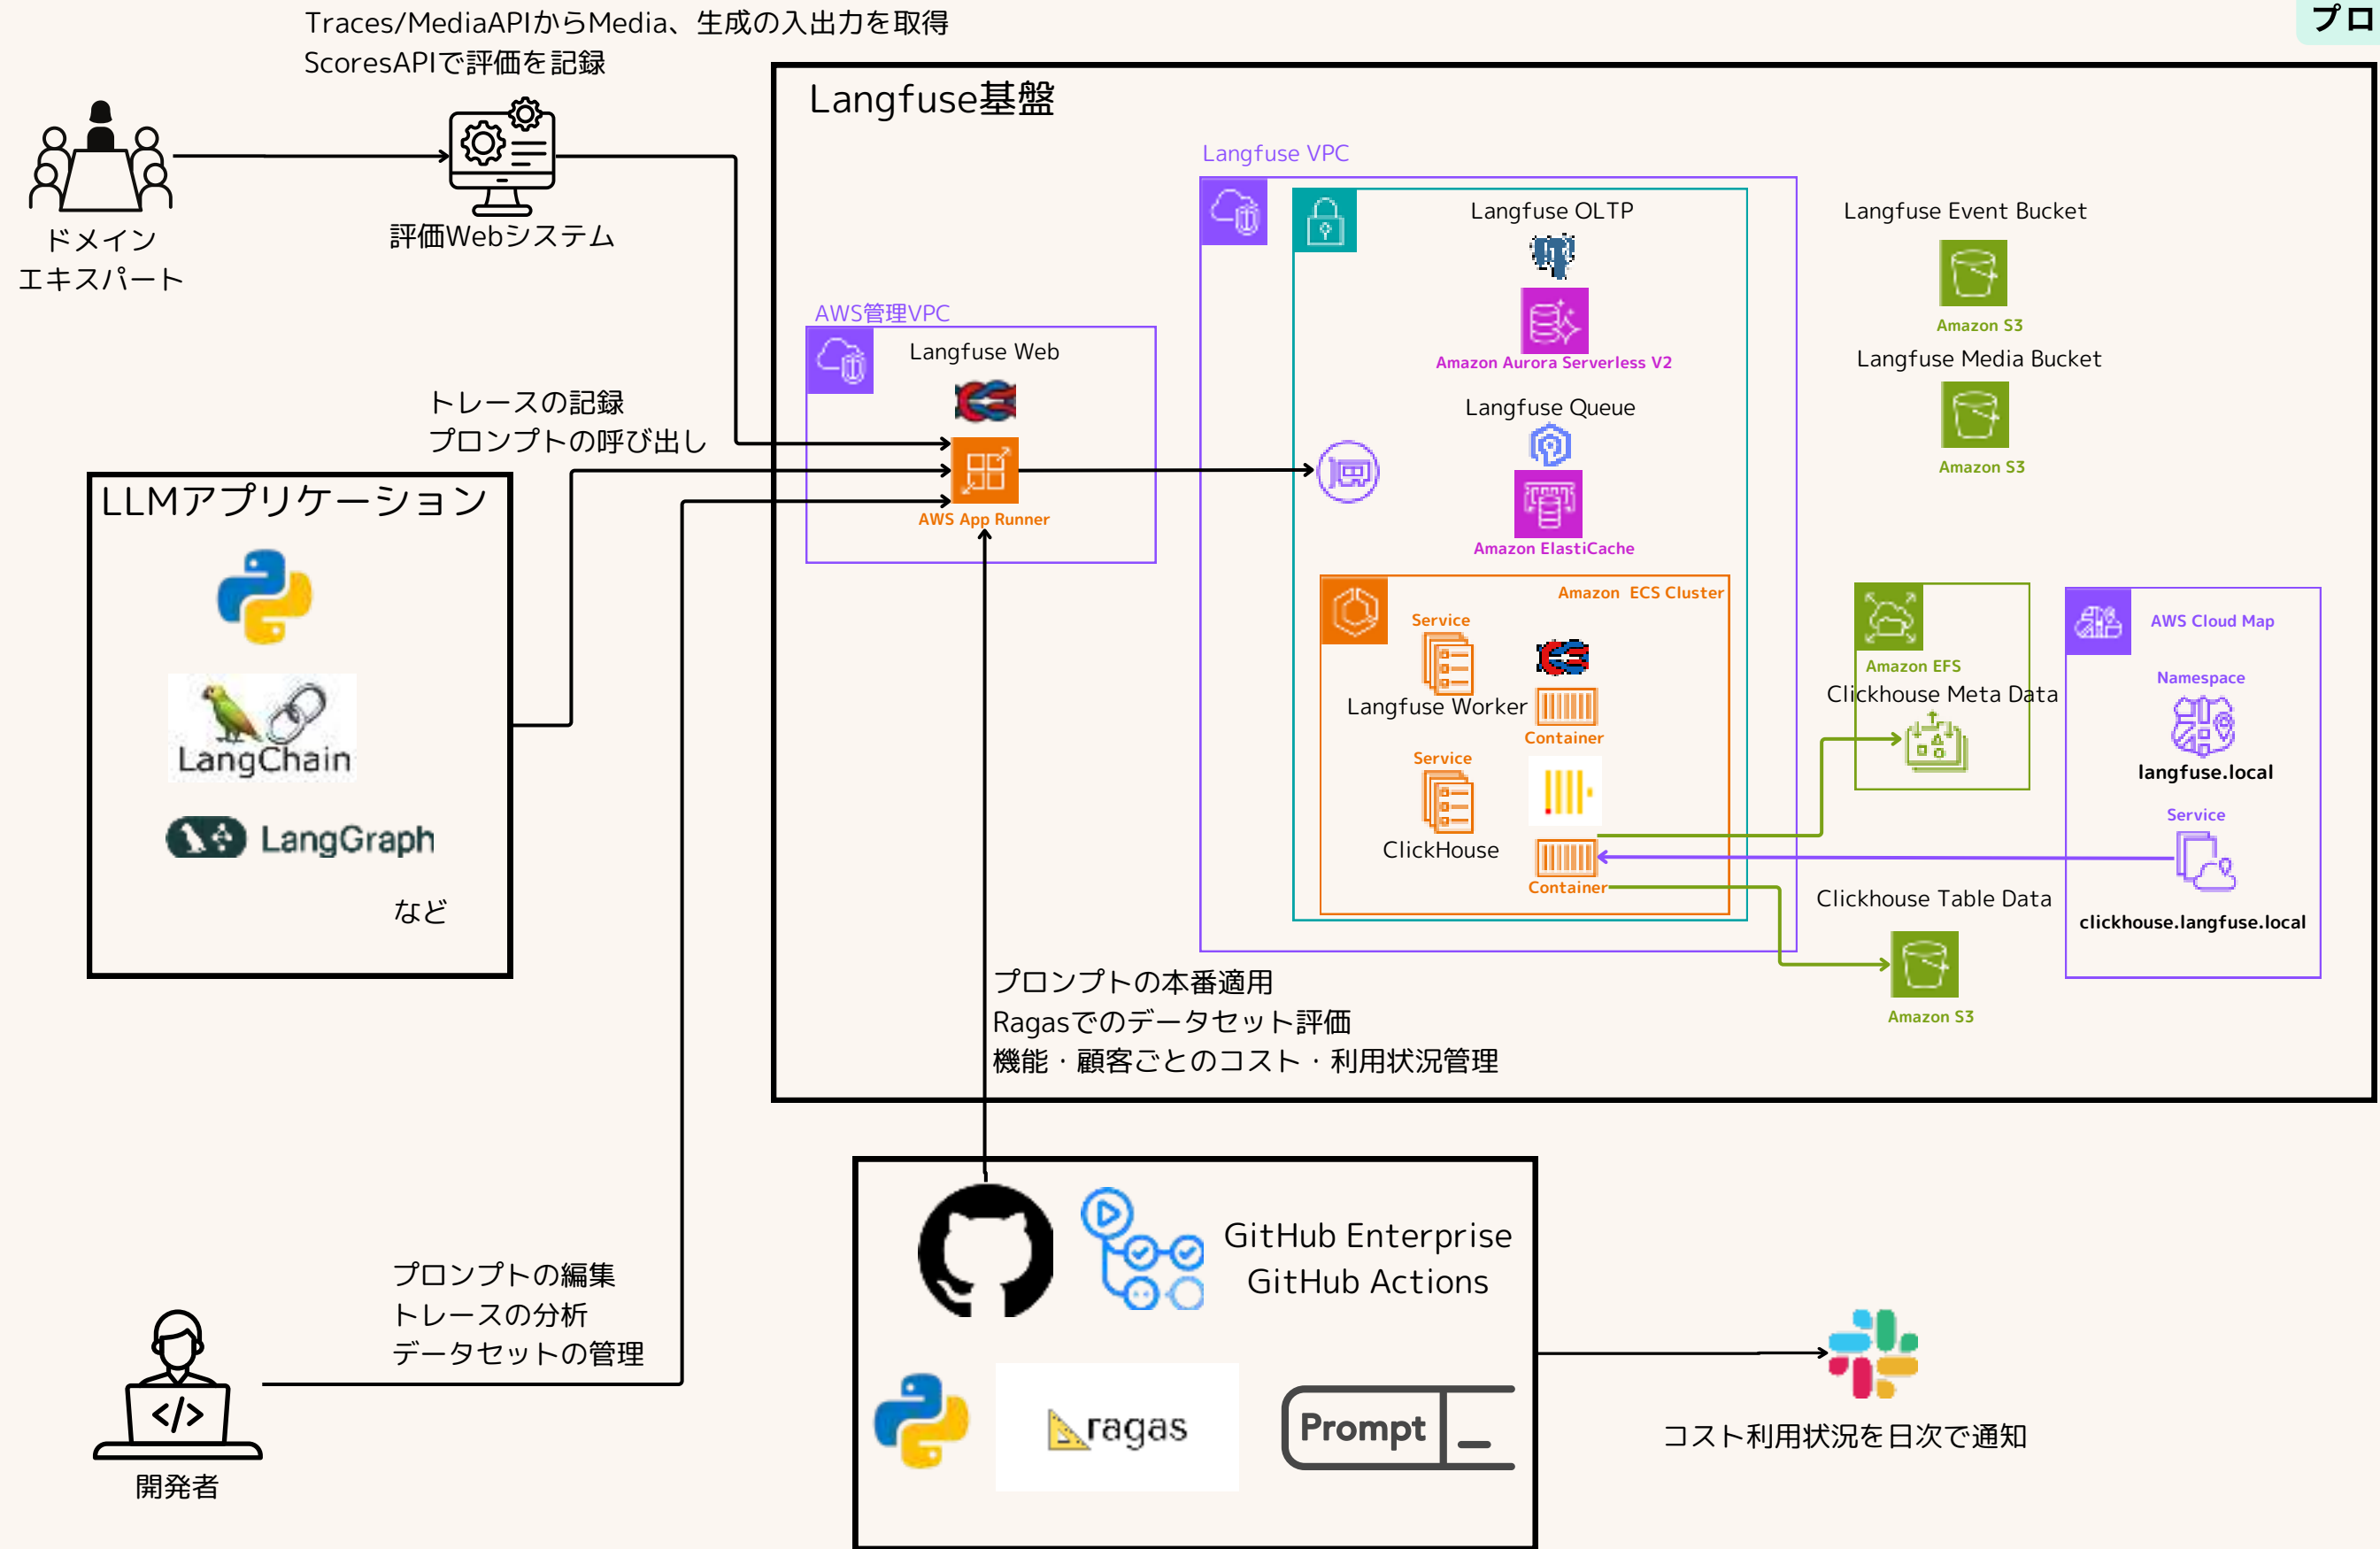 Traces/MediaAPIからMedia、生成の入出力を取得
ScoresAPIで評価を記録
プロ
ドメイン
エキスパート
評価Webシステム
Langfuse基盤
Langfuse VPC
AWS管理VPC
Langfuse Web
AWS App Runner
Langfuse OLTP
Amazon Aurora Serverless V2
Langfuse Queue
Amazon ElastiCache
Amazon ECS Cluster
Service
Langfuse Worker
Container
Service
ClickHouse
Container
Langfuse Event Bucket
Amazon S3
Langfuse Media Bucket
Amazon S3
Amazon EFS
Clickhouse Meta Data
Clickhouse Table Data
Amazon S3
AWS Cloud Map
Namespace
langfuse.local
Service
clickhouse.langfuse.local
トレースの記録
プロンプトの呼び出し
LLMアプリケーション
LangChain
LangGraph
など
プロンプトの本番適用
Ragasでのデータセット評価
機能・顧客ごとのコスト・利用状況管理
GitHub Enterprise
GitHub Actions
ragas
Prompt
プロンプトの編集
トレースの分析
データセットの管理
</>
開発者
コスト利用状況を日次で通知